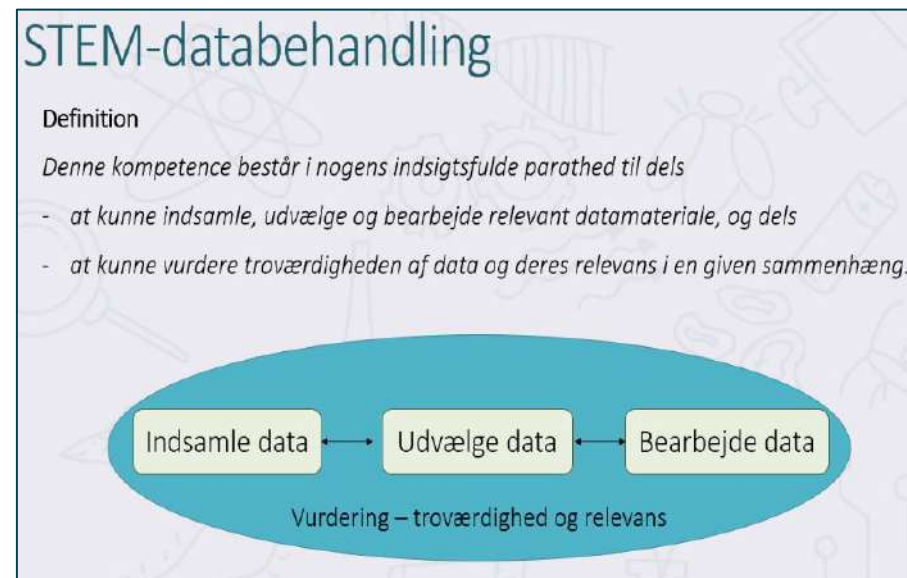 STEM-databehandling
Definition
Denne kompetence består i nogens indsigtsfulde parathed til dels
- at kunne indsamle, udvælge og bearbejde relevant datamateriale, og dels
- at kunne vurdere troværdigheden af data og deres relevans i en given sammenhæng.
Indsamle data
Udvælge data
Bearbejde data
Vurdering – troværdighed og relevans